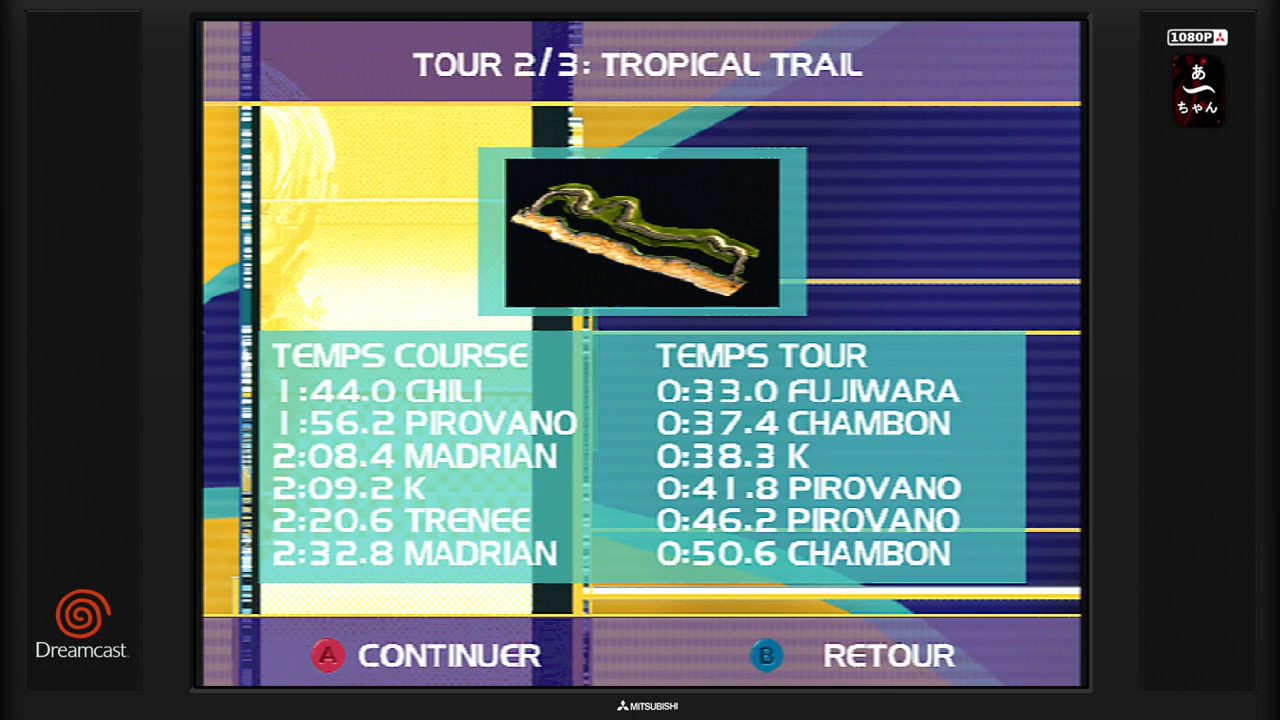 TOUR 2/3: TROPICAL TRAIL
1080P
あーちゃん
TEMPS COURSE
1:44.0 CHILI
1:56.2 PIROVANO
2:08.4 MADRIAN
2:09.2 K
2:20.6 TRENEE
2:32.8 MADRIAN
TEMPS TOUR
0:33.0 FUJIWARA
0:37.4 CHAMBON
0:38.3 K
0:41.8 PIROVANO
0:46.2 PIROVANO
0:50.6 CHAMBON
A CONTINUER
B RETOUR
Dreamcast
MITSUBISHI